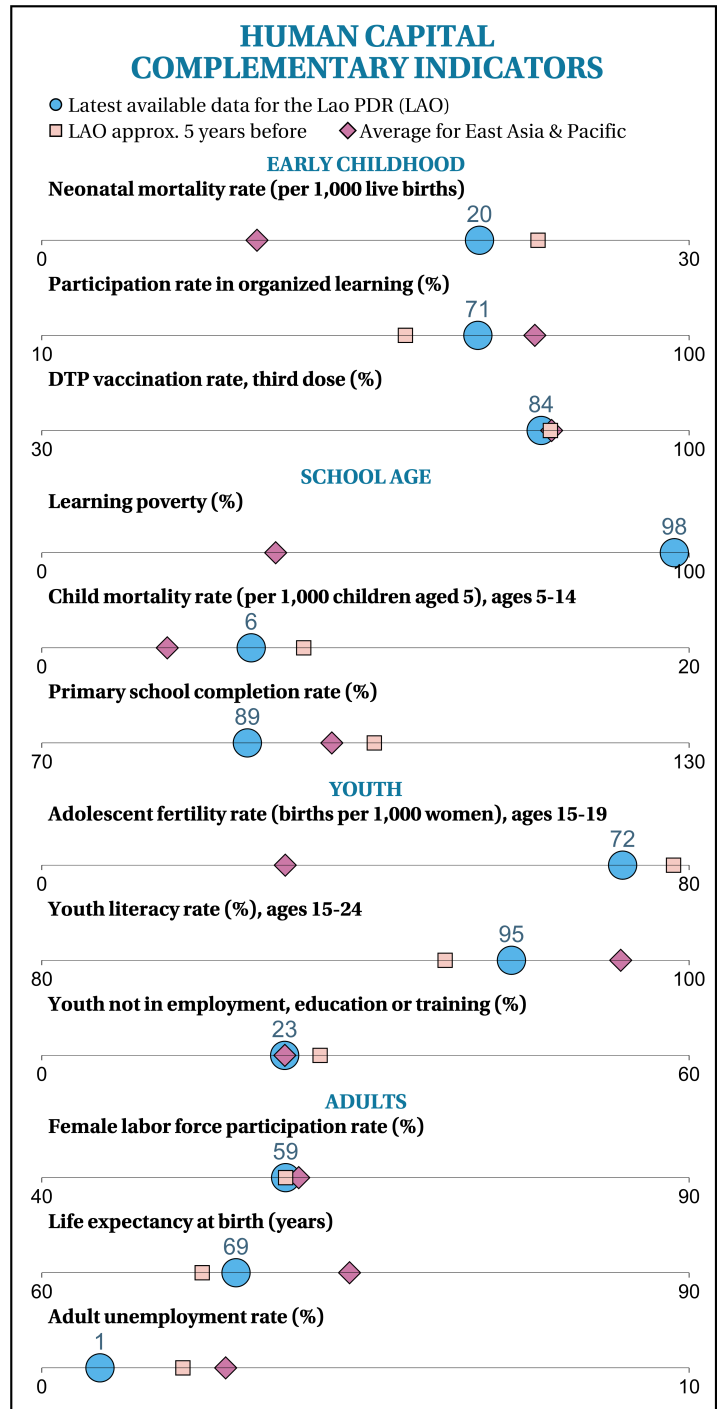 HUMAN CAPITAL
COMPLEMENTARY INDICATORS
Latest available data for the Lao PDR (LAO)
LAO approx. 5 years before Average for East Asia & Pacific
EARLY CHILDHOOD
Neonatal mortality rate (per 1,000 live births)
20
0 30
Participation rate in organized learning (%)
71
10 100
DTP vaccination rate, third dose (%)
84
30 100
SCHOOL AGE
Learning poverty (%)
98
0 100
Child mortality rate (per 1,000 children aged 5), ages 5-14
6
0 20
Primary school completion rate (%)
89
70 130
YOUTH
Adolescent fertility rate (births per 1,000 women), ages 15-19
72
0 80
Youth literacy rate (%), ages 15-24
95
80 100
Youth not in employment, education or training (%)
23
0 60
ADULTS
Female labor force participation rate (%)
59
40 90
Life expectancy at birth (years)
69
60 90
Adult unemployment rate (%)
1
0 10